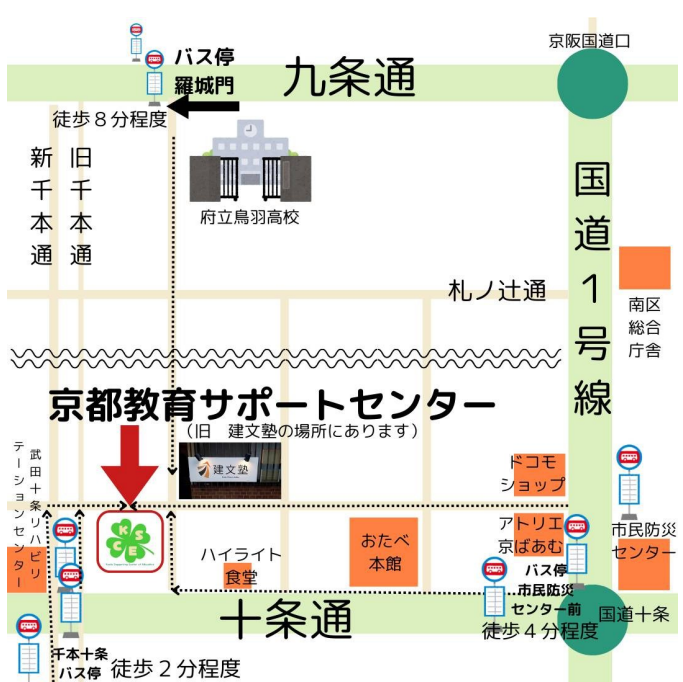 京阪国道口
バス停
羅城門
九条通
徒歩8分程度
新千本通
旧千本通
府立鳥羽高校
国道1号線
札ノ辻通
南区
総合
庁舎
京都教育サポートセンター
（旧　建文塾の場所にあります）
建文塾
武田十条リハビリ
テーションセンター
KSCE
ドコモ
ショップ
アトリエ
京ばあむ
市民防災
センター
ハイライト
食堂
おたべ
本館
バス停
市民防災
センター前
徒歩4分程度
国道十条
十条通
千本十条
バス停
徒歩2分程度